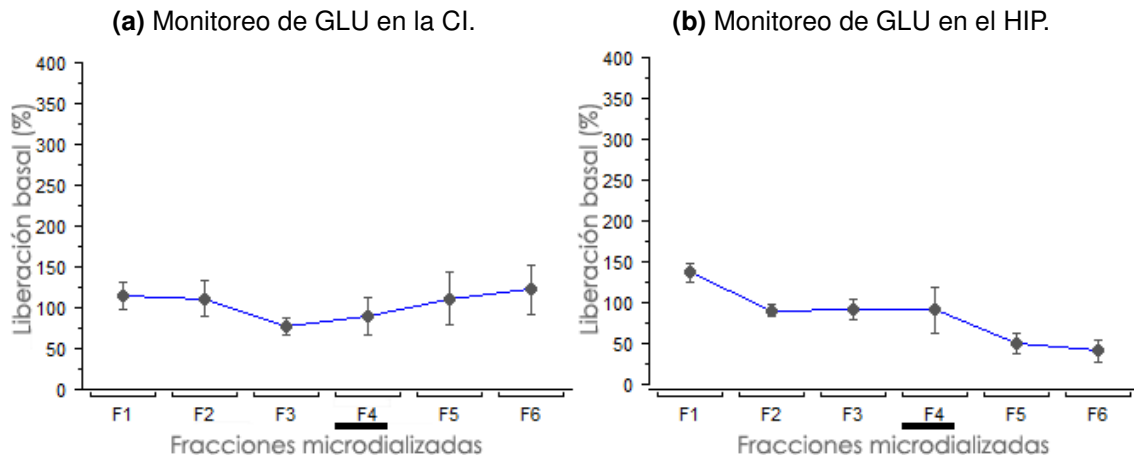 (a) Monitoreo de GLU en la CI.
400
350
300
250
200
150
100
50
0
Liberación basal (%)
F1 F2 F3 F4 F5 F6
Fracciones microdializadas
(b) Monitoreo de GLU en el HIP.
400
350
300
250
200
150
100
50
0
Liberación basal (%)
F1 F2 F3 F4 F5 F6
Fracciones microdializadas